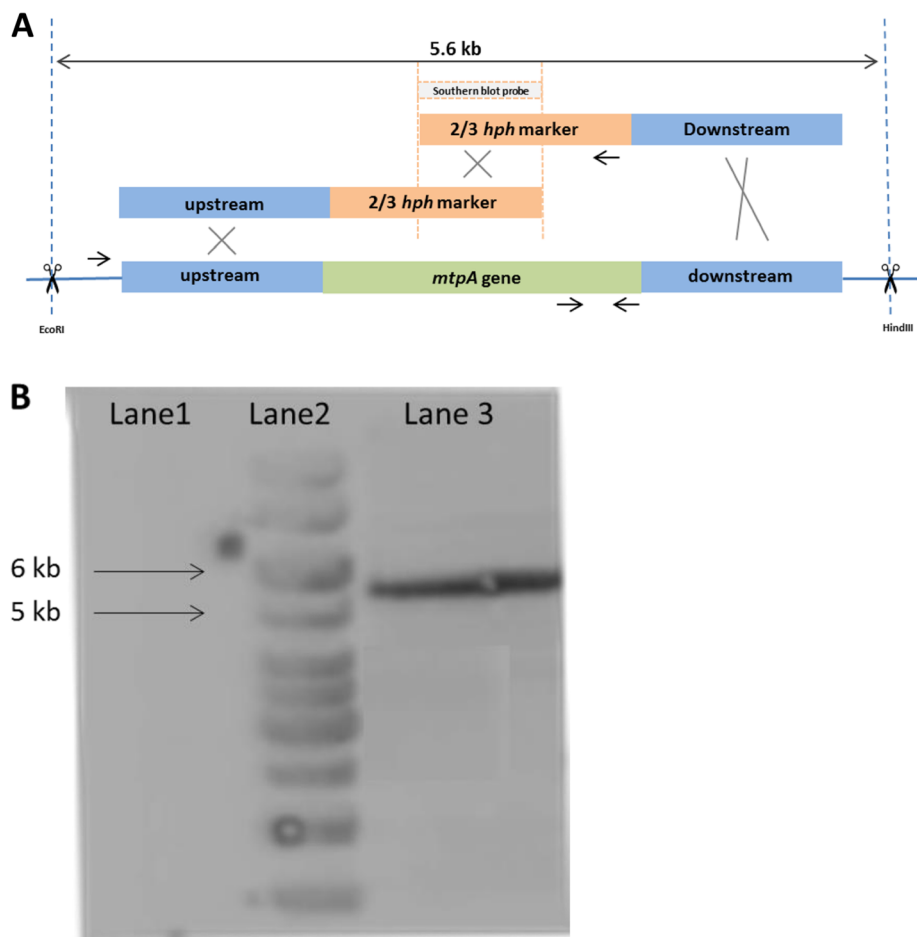 A
5.6 kb
Southern blot probe
2/3 hph marker
Downstream
upstream
2/3 hph marker
upstream
mtpA gene
downstream
EcoRI
HindIII
B
Lane1
Lane2
Lane 3
6 kb
5 kb